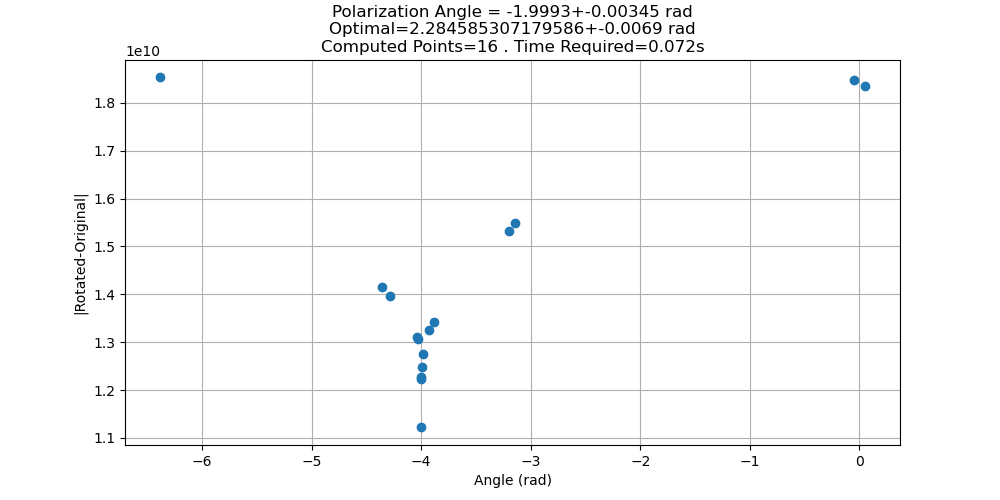 Polarization Angle = -1.9993+-0.00345 rad
Optimal=2.284585307179586+-0.0069 rad
Computed Points=16 . Time Required=0.072s
1e10
1.8
1.7
1.6
1.5
1.4
1.3
1.2
1.1
|Rotated-Original|
−6
−5
−4
−3
−2
−1
0
Angle (rad)